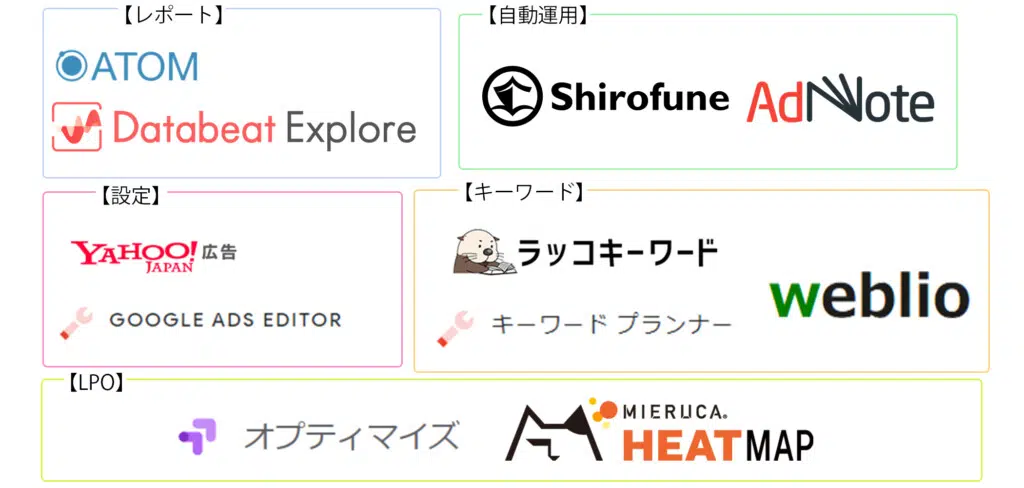 【レポート】
ATOM
Databeat Explore
【自動運用】
Shirofune
AdNote
【設定】
YAHOO! 広告
JAPAN
GOOGLE ADS EDITOR
【キーワード】
ラッコキーワード
weblio
キーワード プランナー
【LPO】
オプティマイズ
MIERUCA®
HEATMAP